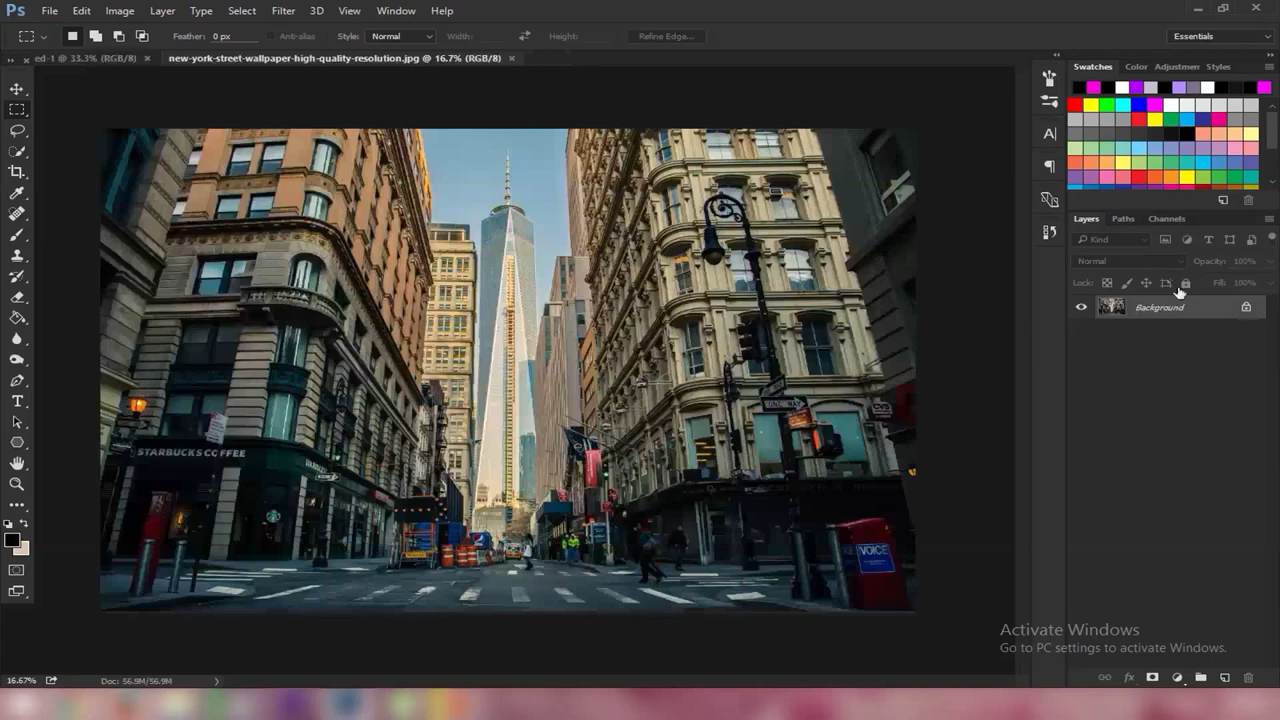 Ps File Edit Image Layer Type Select Filter 3D View Window Help
Feather: 0 px Anti-alias Style: Normal Width: Height: Refine Edge... Essentials
ed-1 @ 33.3% (RGB/8) × new-york-street-wallpaper-high-quality-resolution.jpg @ 16.7% (RGB/8) ×
Swatches Color Adjustmen Styles
Layers Paths Channels
Kind
Normal Opacity: 100%
Lock: Fill: 100%
Background
STARBUCKS COFFEE
ONE WAY
VOICE
Activate Windows
Go to PC settings to activate Windows.
16.67% Doc: 56.9M/56.9M